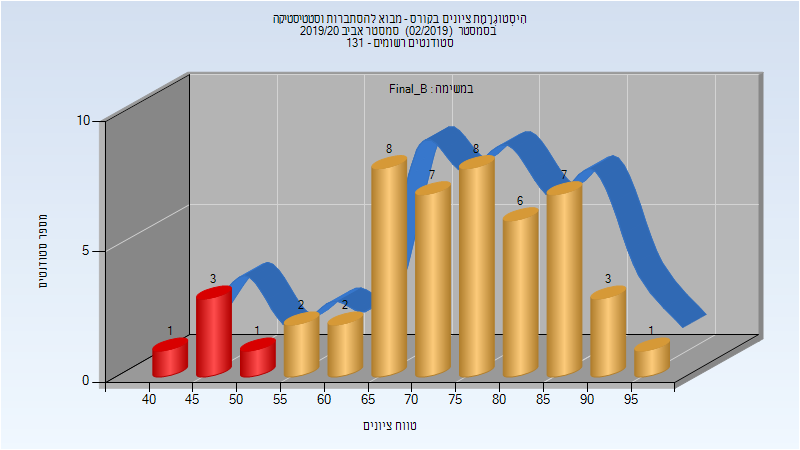 היסטוגרמת ציונים בקורס - מבוא להסתברות וסטטיסטיקה
בסמסטר (02/2019) סמסטר אביב 2019/20
סטודנטים רשומים - 131
במשימה : Final_B
10
5
0
מספר סטודנטים
1
3
1
2
2
8
7
8
6
7
3
1
40 45 50 55 60 65 70 75 80 85 90 95
טווח ציונים